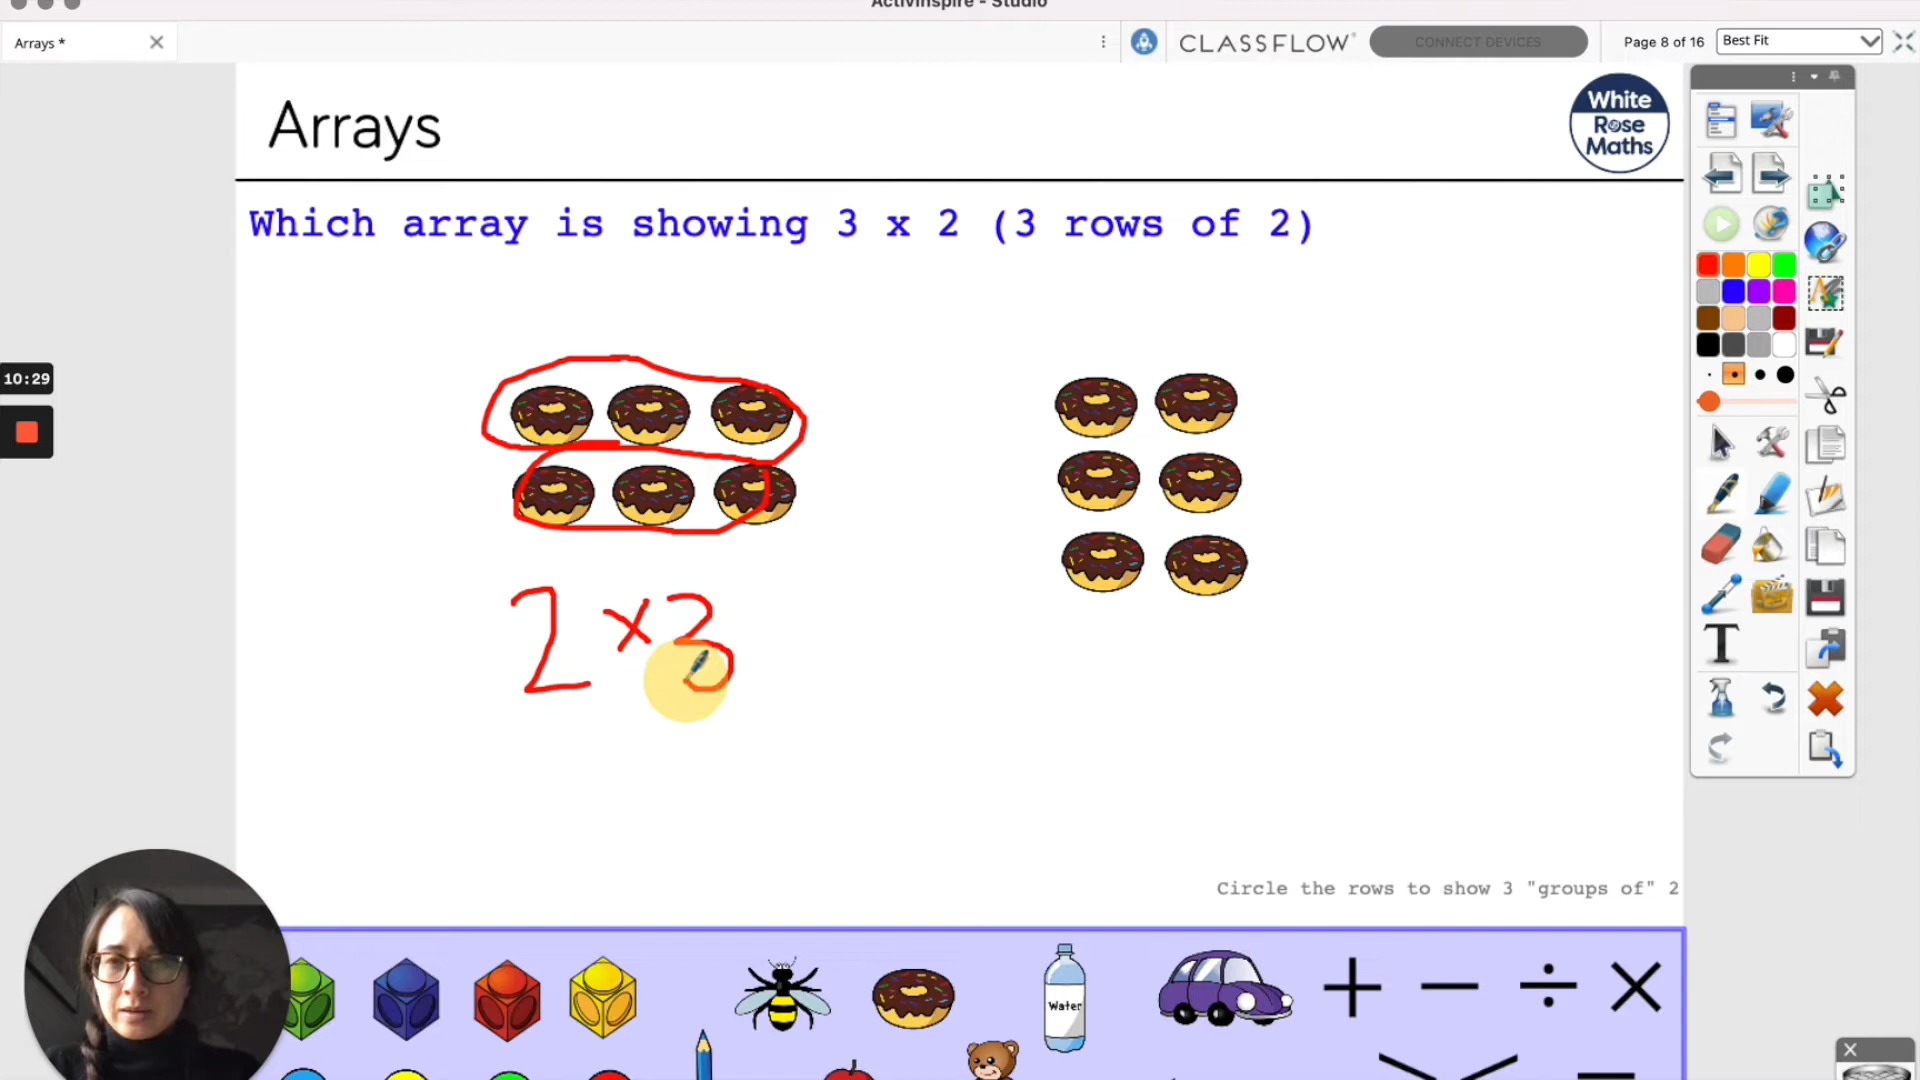 ActivInspire - Studio
Arrays *
CLASSFLOW
CONNECT DEVICES
Page 8 of 16
Best Fit
Arrays
White
Rose
Maths
Which array is showing 3 x 2 (3 rows of 2)
10:29
2 x 3
T
Circle the rows to show 3 "groups of" 2
Water
+ − ÷ ×